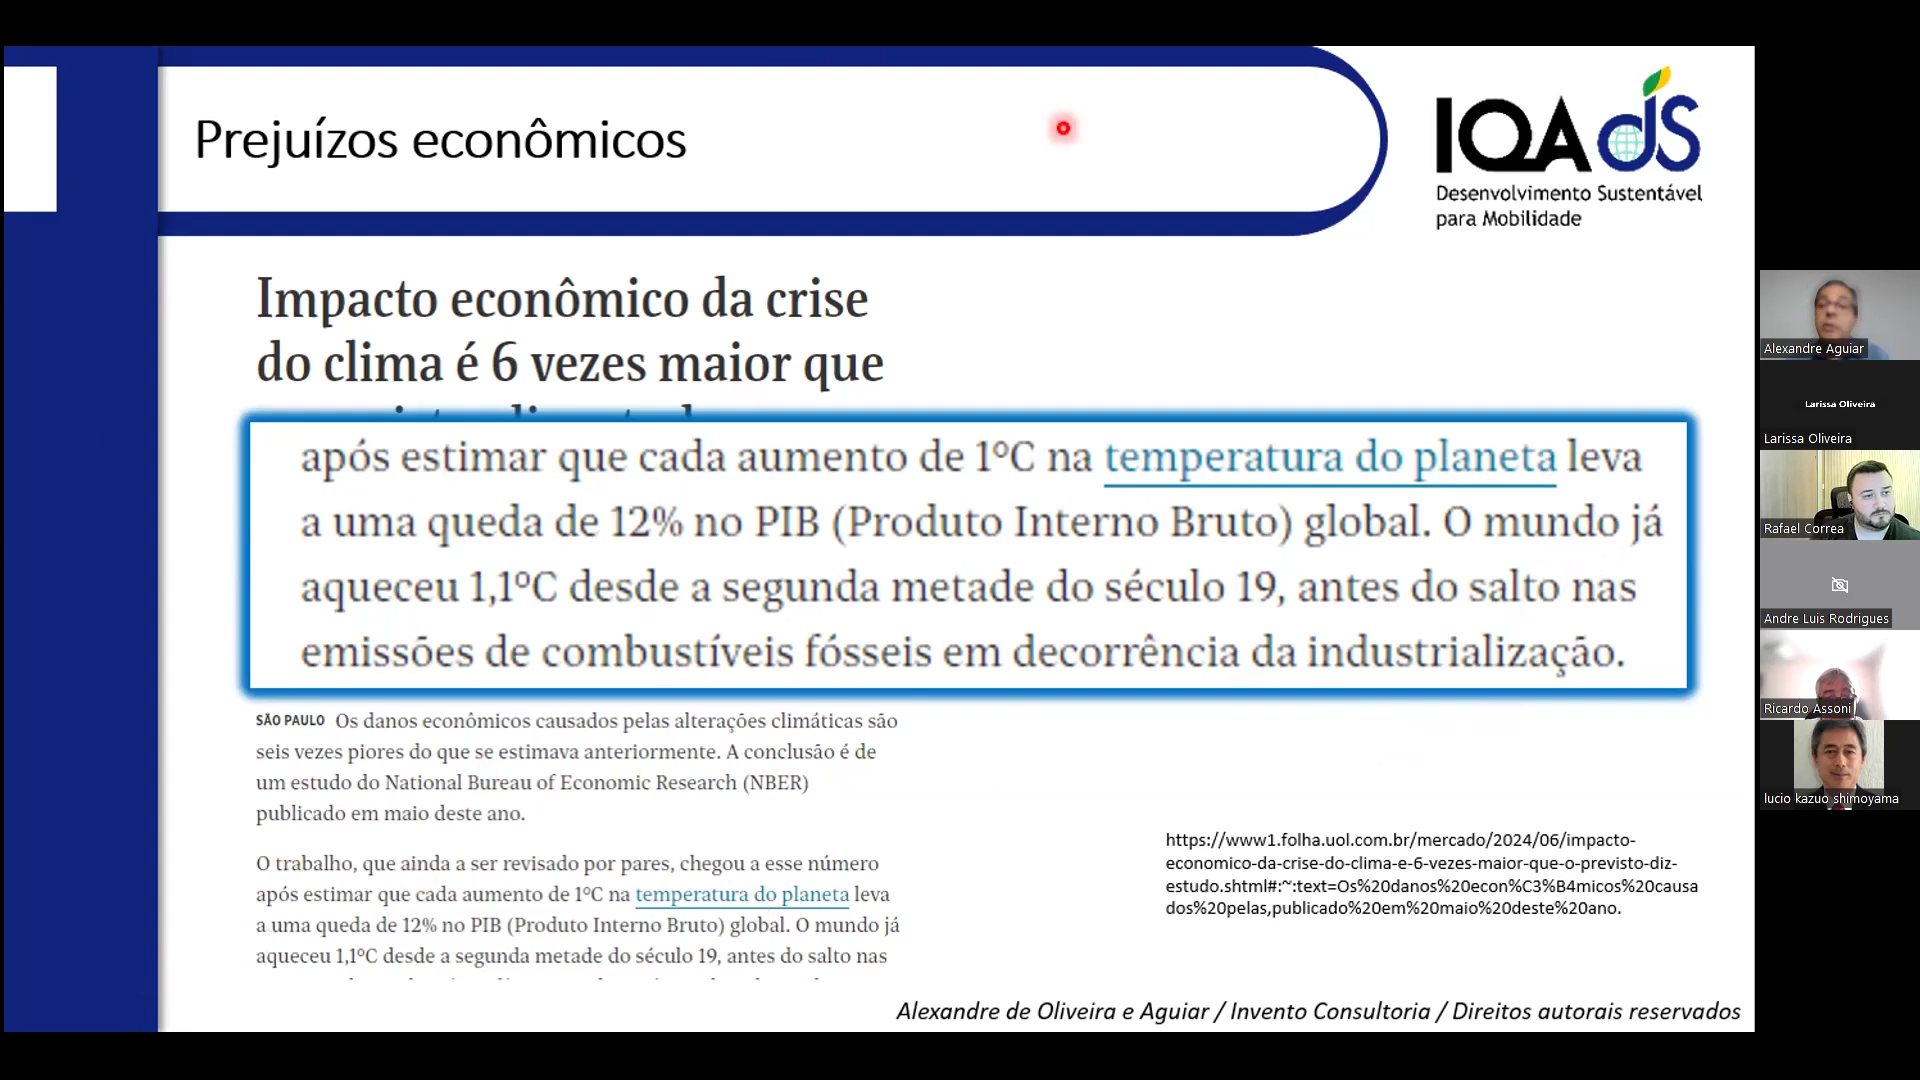 Prejuízos econômicos
IQAdS
Desenvolvimento Sustentável
para Mobilidade
Impacto econômico da crise
do clima é 6 vezes maior que
após estimar que cada aumento de 1ºC na temperatura do planeta leva
a uma queda de 12% no PIB (Produto Interno Bruto) global. O mundo já
aqueceu 1,1ºC desde a segunda metade do século 19, antes do salto nas
emissões de combustíveis fósseis em decorrência da industrialização.
SÃO PAULO Os danos econômicos causados pelas alterações climáticas são
seis vezes piores do que se estimava anteriormente. A conclusão é de
um estudo do National Bureau of Economic Research (NBER)
publicado em maio deste ano.
O trabalho, que ainda a ser revisado por pares, chegou a esse número
após estimar que cada aumento de 1ºC na temperatura do planeta leva
a uma queda de 12% no PIB (Produto Interno Bruto) global. O mundo já
aqueceu 1,1ºC desde a segunda metade do século 19, antes do salto nas
https://www1.folha.uol.com.br/mercado/2024/06/impacto-
economico-da-crise-do-clima-e-6-vezes-maior-que-o-previsto-diz-
estudo.shtml#:~:text=Os%20danos%20econ%C3%B4micos%20causa
dos%20pelas,publicado%20em%20maio%20deste%20ano.
Alexandre de Oliveira e Aguiar / Invento Consultoria / Direitos autorais reservados
Alexandre Aguiar
Larissa Oliveira
Larissa Oliveira
Rafael Correa
Andre Luis Rodrigues
Ricardo Assoni
lucio kazuo shimoyama